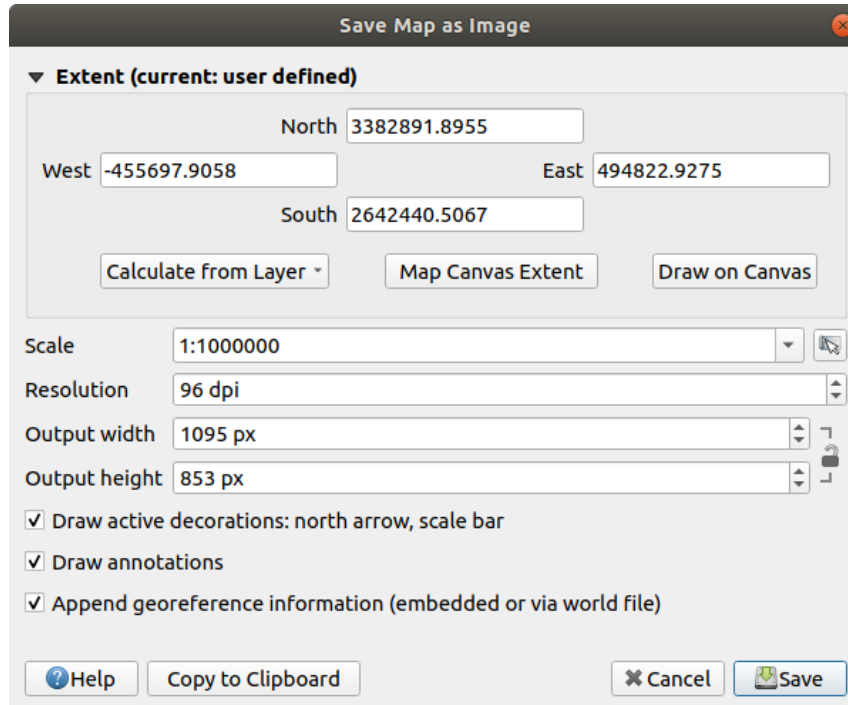 Save Map as Image
Extent (current: user defined)
North 3382891.8955
West -455697.9058 East 494822.9275
South 2642440.5067
Calculate from Layer Map Canvas Extent Draw on Canvas
Scale 1:1000000
Resolution 96 dpi
Output width 1095 px
Output height 853 px
Draw active decorations: north arrow, scale bar
Draw annotations
Append georeference information (embedded or via world file)
Help Copy to Clipboard Cancel Save